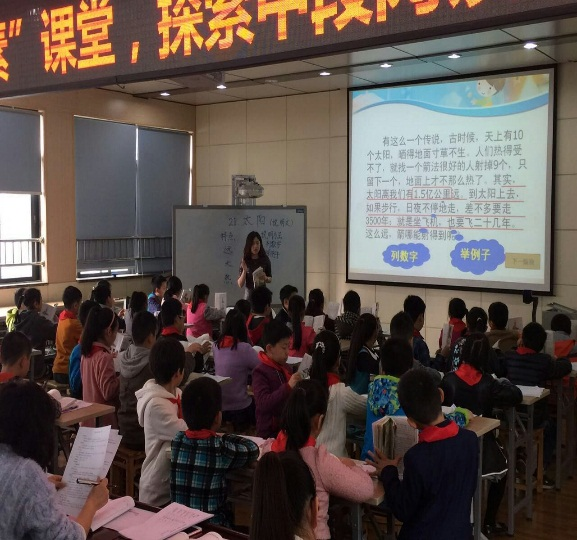 ”课堂，探索中段
有这么一个传说，古时候、天上有10
个太阳，晒得地面寸草不生，人们热得受
不了，就找一个箭法很好的人射掉9个，只
留下一个，地面上才不那么热了。其实，
太阳离我们有1.5亿公里远。到太阳上去，
如果步行，日夜不停地走，差不多要走
3500年，就是坐飞机，也要飞二十几年。
这么远，箭哪能射得到呢
列数字 举例子
太阳（说明文）